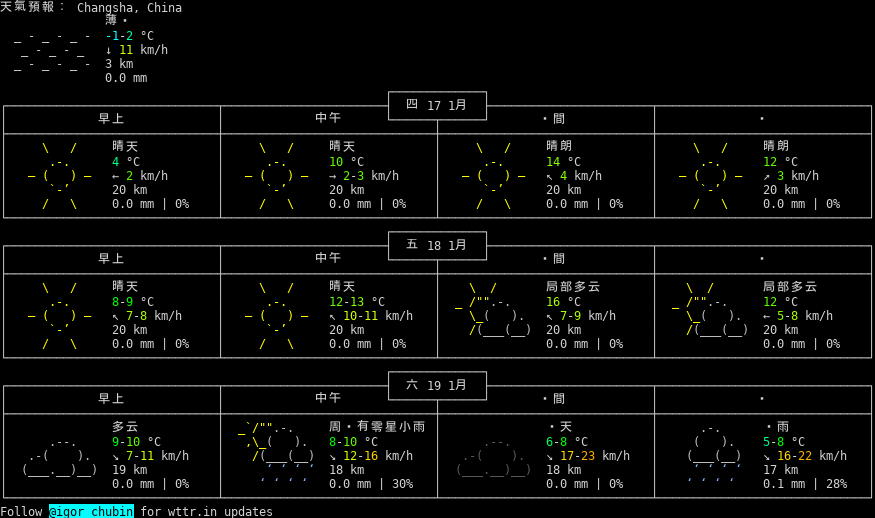 天氣預報： Changsha, China
薄・
-1-2 °C
↓ 11 km/h
3 km
0.0 mm
四 17 1月
早上 中午 ・間 ・
晴天 晴天 晴朗 晴朗
4 °C 10 °C 14 °C 12 °C
← 2 km/h → 2-3 km/h ↖ 4 km/h ↗ 3 km/h
20 km 20 km 20 km 20 km
0.0 mm | 0% 0.0 mm | 0% 0.0 mm | 0% 0.0 mm | 0%
五 18 1月
早上 中午 ・間 ・
晴天 晴天 局部多云 局部多云
8-9 °C 12-13 °C 16 °C 12 °C
↖ 7-8 km/h ↖ 10-11 km/h ↖ 7-9 km/h ← 5-8 km/h
20 km 20 km 20 km 20 km
0.0 mm | 0% 0.0 mm | 0% 0.0 mm | 0% 0.0 mm | 0%
六 19 1月
早上 中午 ・間 ・
多云 周・有零星小雨 ・天 ・雨
9-10 °C 8-10 °C 6-8 °C 5-8 °C
↘ 7-11 km/h ↘ 12-16 km/h ↘ 17-23 km/h ↘ 16-22 km/h
19 km 18 km 18 km 17 km
0.0 mm | 0% 0.0 mm | 30% 0.0 mm | 0% 0.1 mm | 28%
Follow @igor_chubin for wttr.in updates